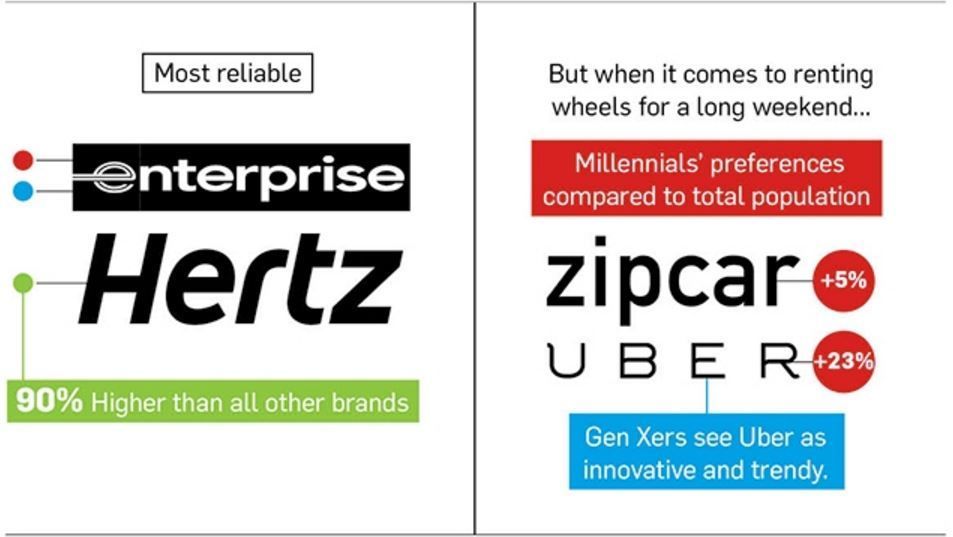 Most reliable
enterprise
Hertz
90% Higher than all other brands
But when it comes to renting
wheels for a long weekend...
Millennials' preferences
compared to total population
zipcar +5%
UBER +23%
Gen Xers see Uber as
innovative and trendy.